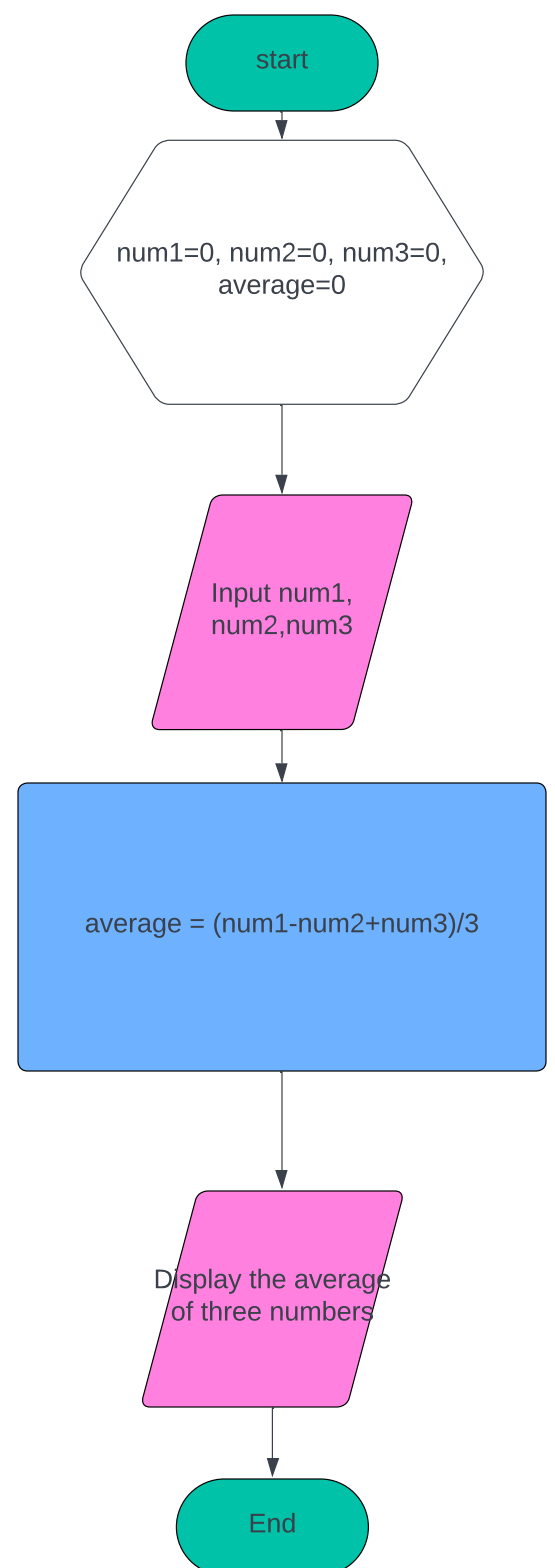 start
num1=0, num2=0, num3=0,
average=0
Input num1,
num2,num3
average = (num1-num2+num3)/3
Display the average
of three numbers
End